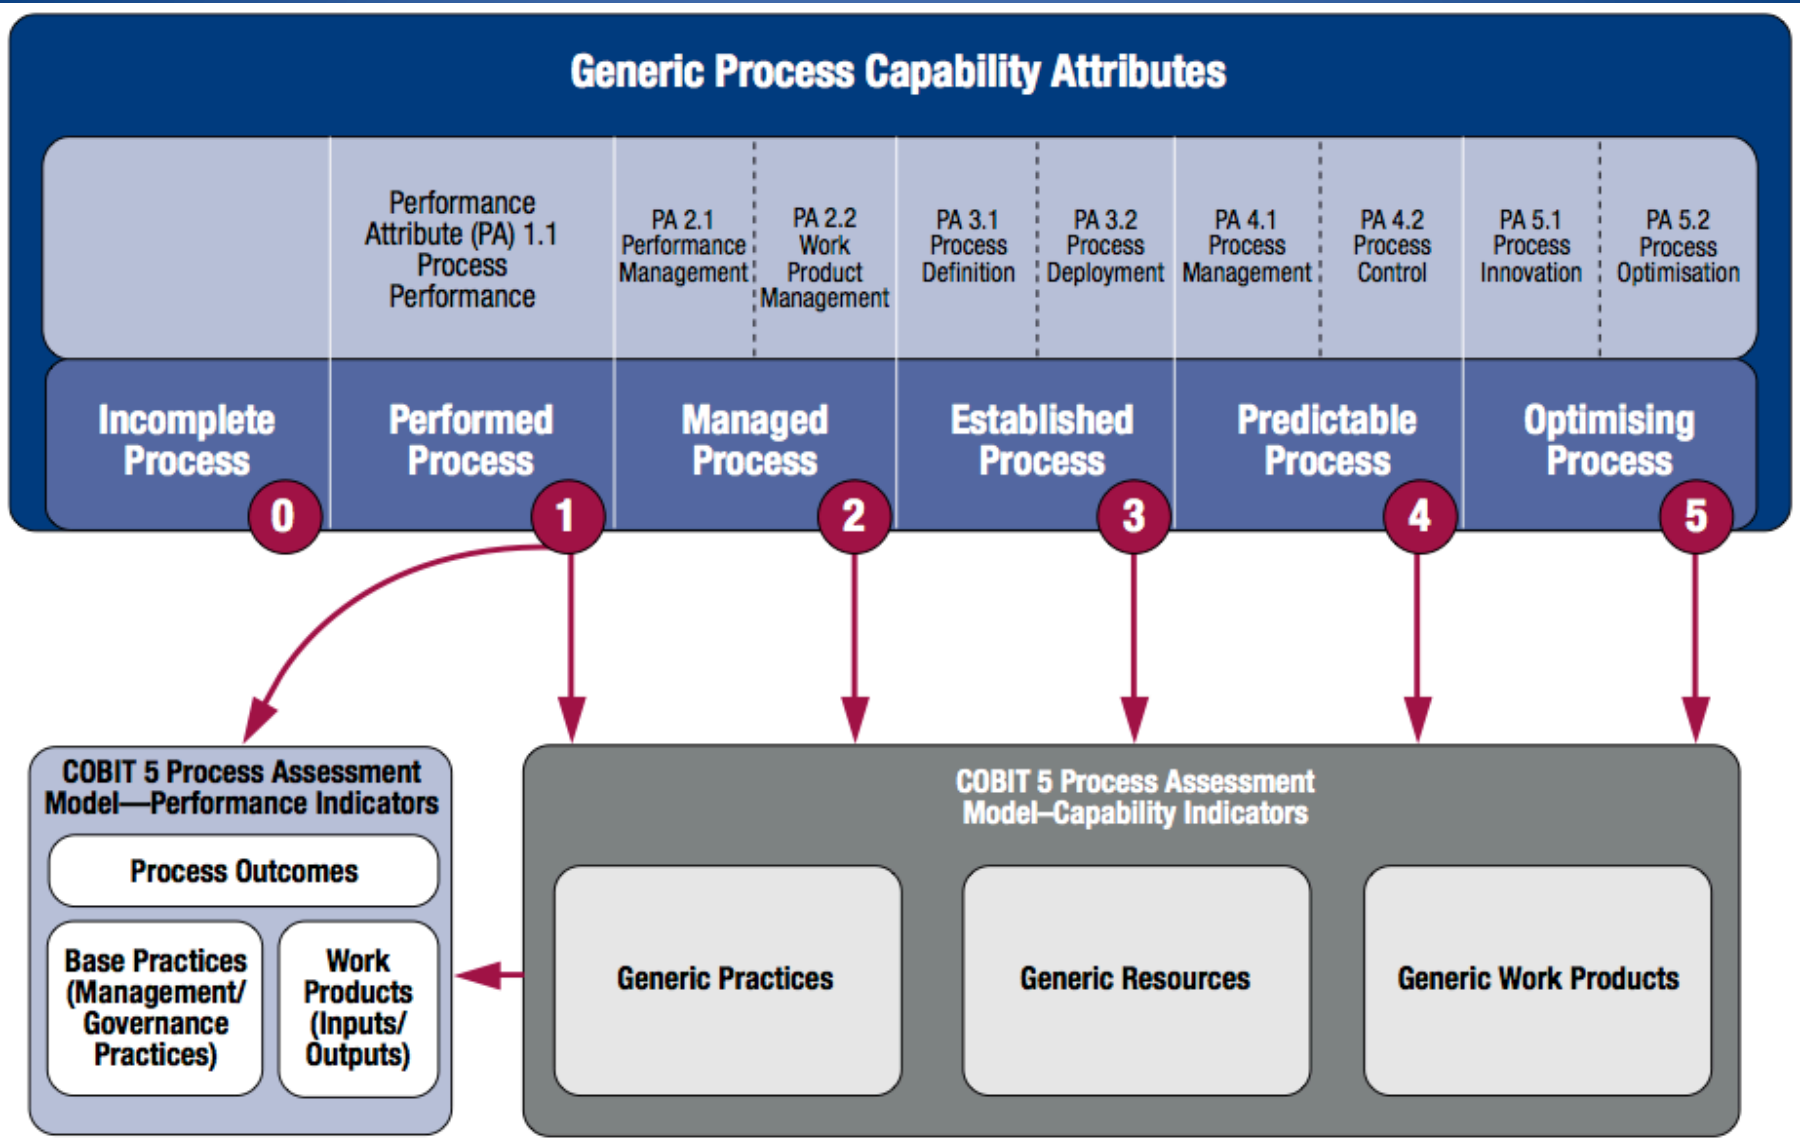 Generic Process Capability Attributes
Performance
Attribute (PA) 1.1
Process
Performance
PA 2.1
Performance
Management
PA 2.2
Work
Product
Management
PA 3.1
Process
Definition
PA 3.2
Process
Deployment
PA 4.1
Process
Management
PA 4.2
Process
Control
PA 5.1
Process
Innovation
PA 5.2
Process
Optimisation
Incomplete
Process
0
Performed
Process
1
Managed
Process
2
Established
Process
3
Predictable
Process
4
Optimising
Process
5
COBIT 5 Process Assessment
Model—Performance Indicators
Process Outcomes
Base Practices
(Management/
Governance
Practices)
Work
Products
(Inputs/
Outputs)
COBIT 5 Process Assessment
Model–Capability Indicators
Generic Practices
Generic Resources
Generic Work Products